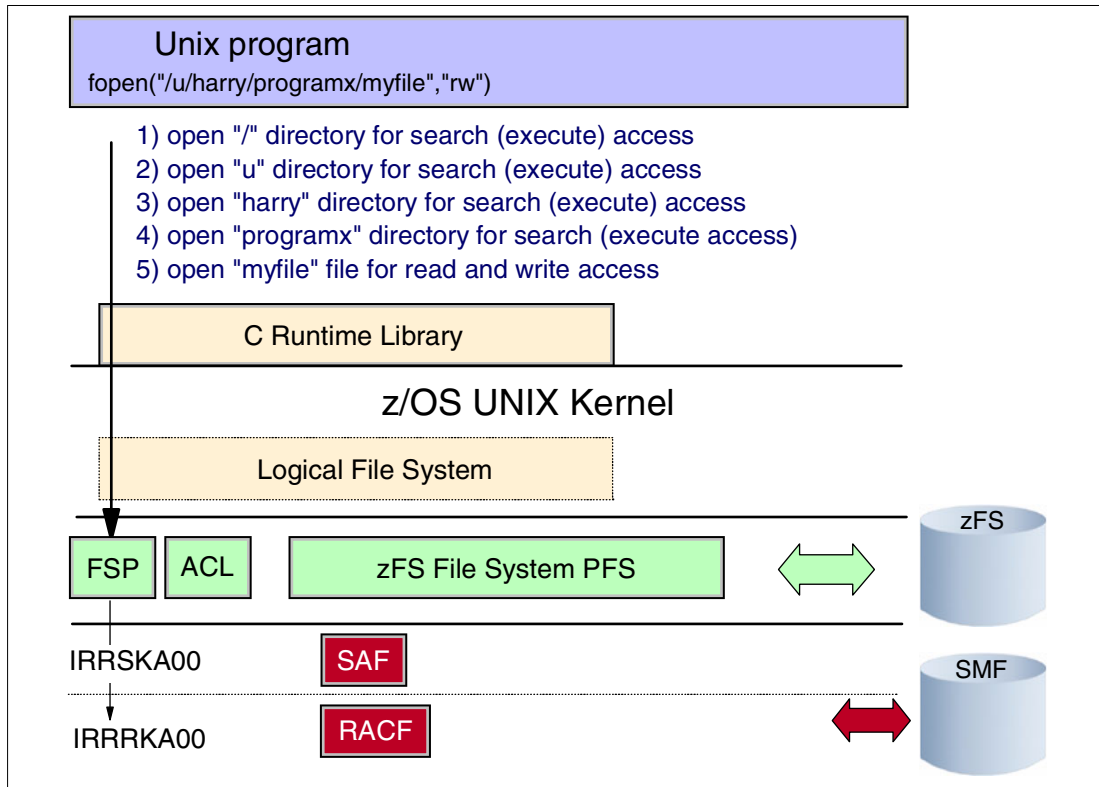 Unix program
fopen("/u/harry/programx/myfile","rw")
1) open "/" directory for search (execute) access
2) open "u" directory for search (execute) access
3) open "harry" directory for search (execute) access
4) open "programx" directory for search (execute access)
5) open "myfile" file for read and write access
C Runtime Library
z/OS UNIX Kernel
Logical File System
zFS
FSP
ACL
zFS File System PFS
IRRSKA00
SAF
SMF
IRRRKA00
RACF